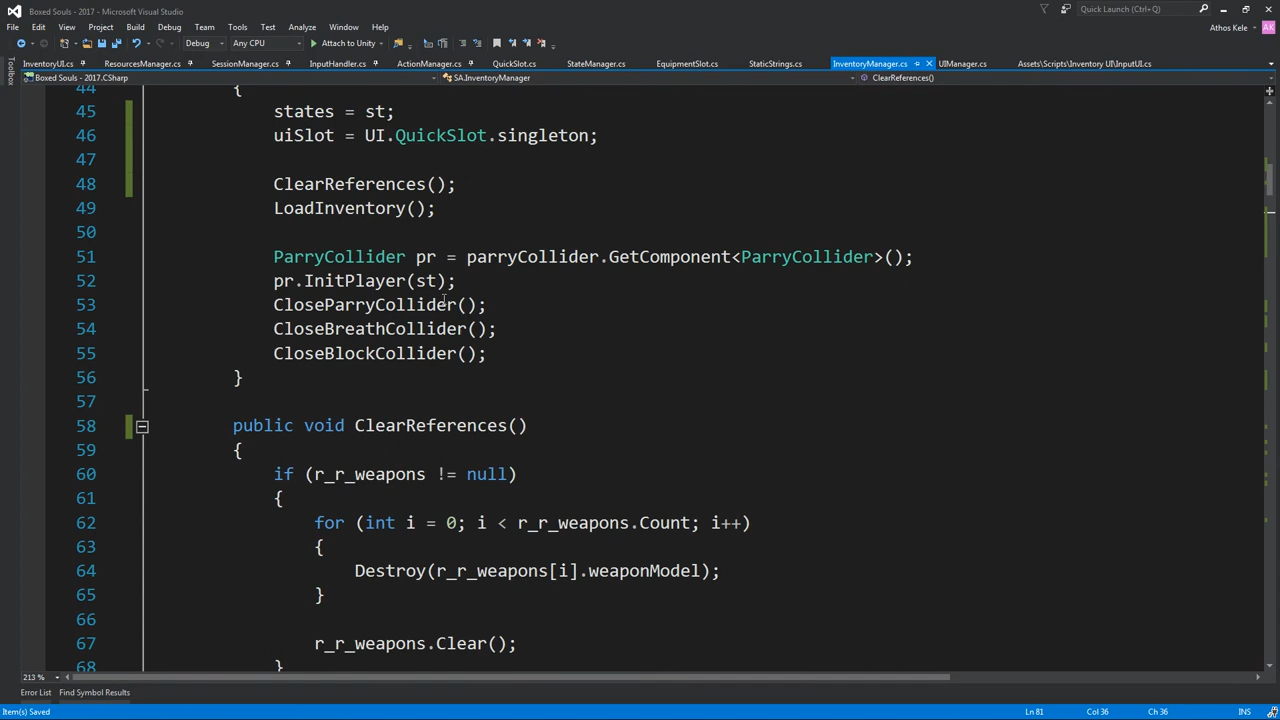 Boxed Souls - 2017 - Microsoft Visual Studio
Quick Launch (Ctrl+Q)
File Edit View Project Build Debug Team Tools Test Analyze Window Help
Athos Kele AK
Debug Any CPU Attach to Unity
Toolbox
InventoryUI.cs ResourcesManager.cs SessionManager.cs InputHandler.cs ActionManager.cs QuickSlot.cs StateManager.cs EquipmentSlot.cs StaticStrings.cs InventoryManager.cs UIManager.cs Assets\Scripts\Inventory UI\InputUI.cs
Boxed Souls - 2017.CSharp SA.InventoryManager ClearReferences()
44 {
45 states = st;
46 uiSlot = UI.QuickSlot.singleton;
47
48 ClearReferences();
49 LoadInventory();
50
51 ParryCollider pr = parryCollider.GetComponent<ParryCollider>();
52 pr.InitPlayer(st);
53 CloseParryCollider();
54 CloseBreathCollider();
55 CloseBlockCollider();
56 }
57
58 public void ClearReferences()
59 {
60 if (r_r_weapons != null)
61 {
62 for (int i = 0; i < r_r_weapons.Count; i++)
63 {
64 Destroy(r_r_weapons[i].weaponModel);
65 }
66
67 r_r_weapons.Clear();
68 }
213 %
Error List Find Symbol Results
Item(s) Saved Ln 81 Col 36 Ch 36 INS